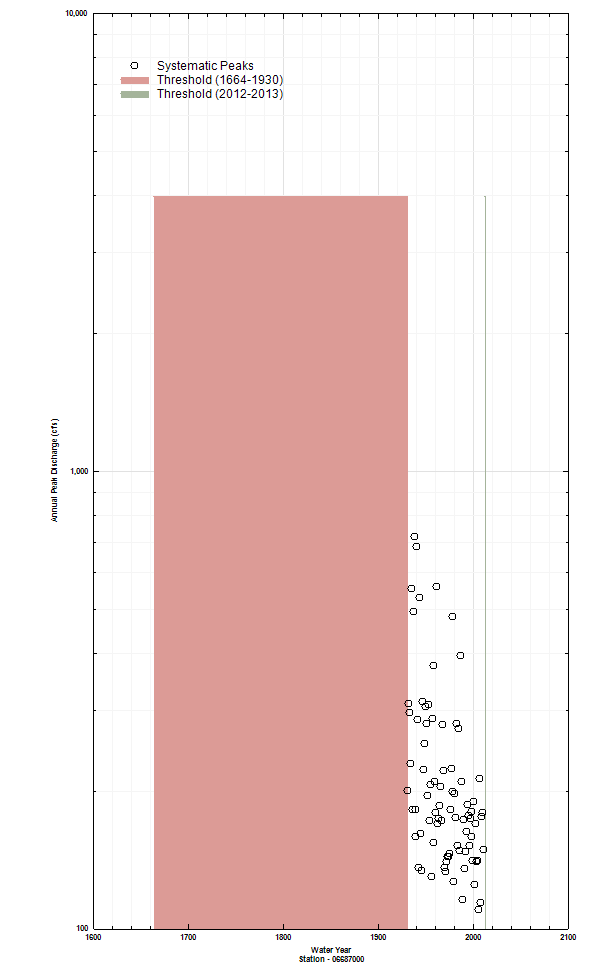 10,000
Systematic Peaks
Threshold (1664-1930)
Threshold (2012-2013)
Annual Peak Discharge (cfs)
1,000
100
1600 1700 1800 1900 2000 2100
Water Year
Station - 06687000